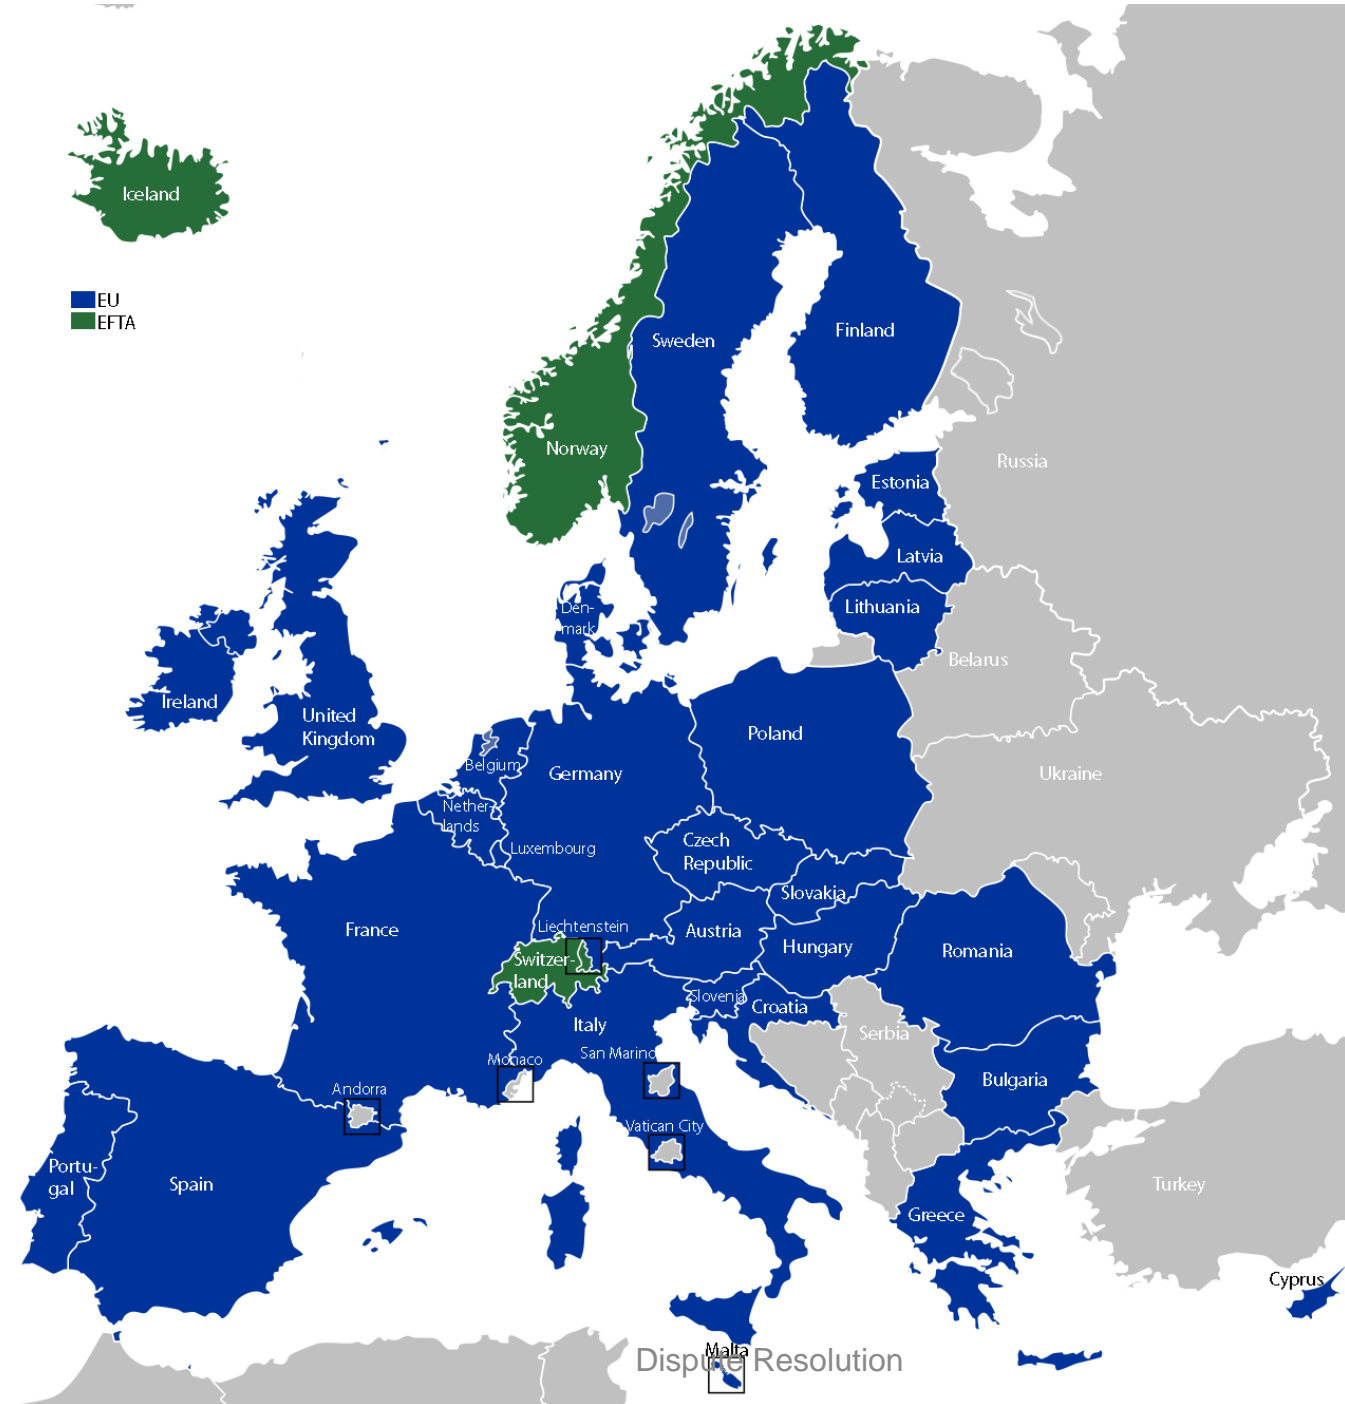 Iceland
EU
EFTA
Sweden
Finland
Norway
Russia
Estonia
Latvia
Den-
mark
Lithuania
Belarus
Ireland
United
Kingdom
Poland
Belgium
Germany
Ukraine
Nether-
lands
Luxembourg
Czech
Republic
Slovakia
France
Liechtenstein
Austria
Hungary
Romania
Switzer-
land
Slovenia
Croatia
Italy
Serbia
San Marino
Monaco
Andorra
Bulgaria
Vatican City
Portu-
gal
Spain
Turkey
Greece
Cyprus
Malta
Dispute Resolution